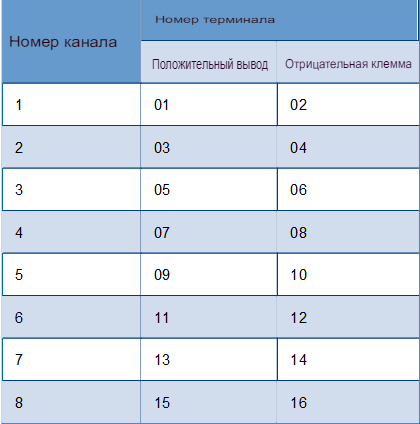 Номер канала
Номер терминала
Положительный вывод Отрицательная клемма
1 01 02
2 03 04
3 05 06
4 07 08
5 09 10
6 11 12
7 13 14
8 15 16